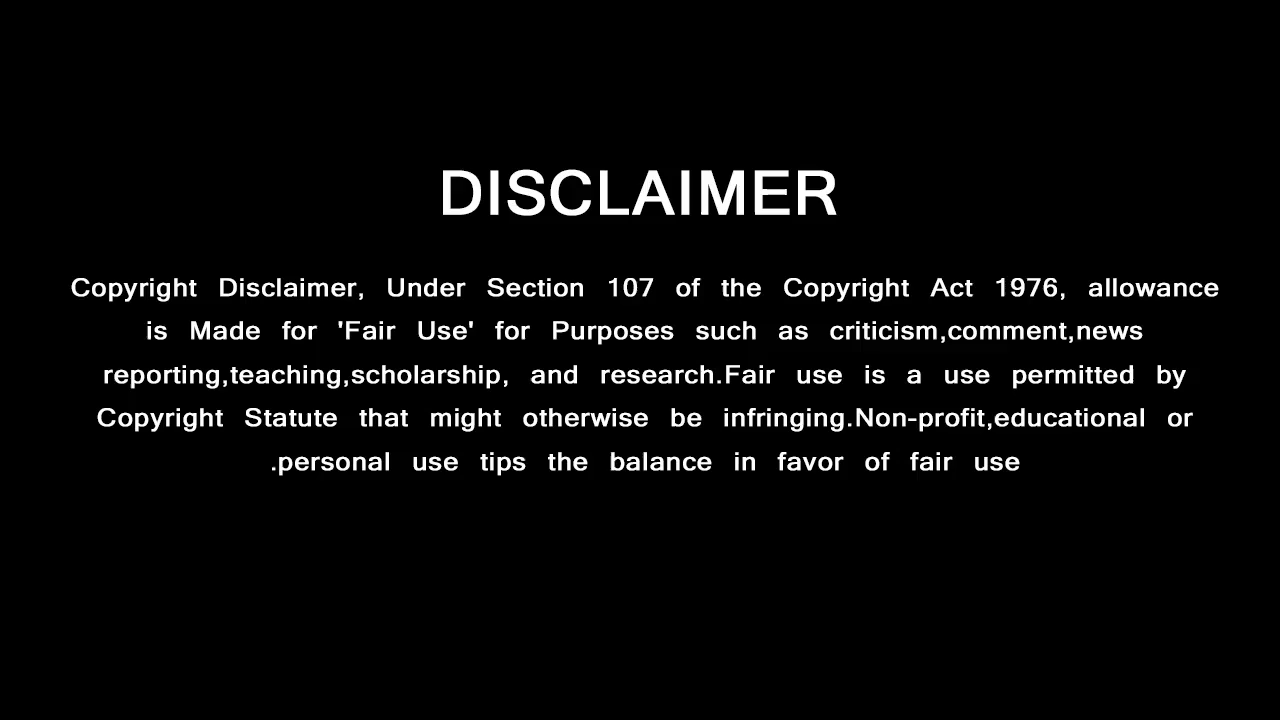 DISCLAIMER
Copyright Disclaimer, Under Section 107 of the Copyright Act 1976, allowance
is Made for 'Fair Use' for Purposes such as criticism,comment,news
reporting,teaching,scholarship, and research.Fair use is a use permitted by
Copyright Statute that might otherwise be infringing.Non-profit,educational or
.personal use tips the balance in favor of fair use